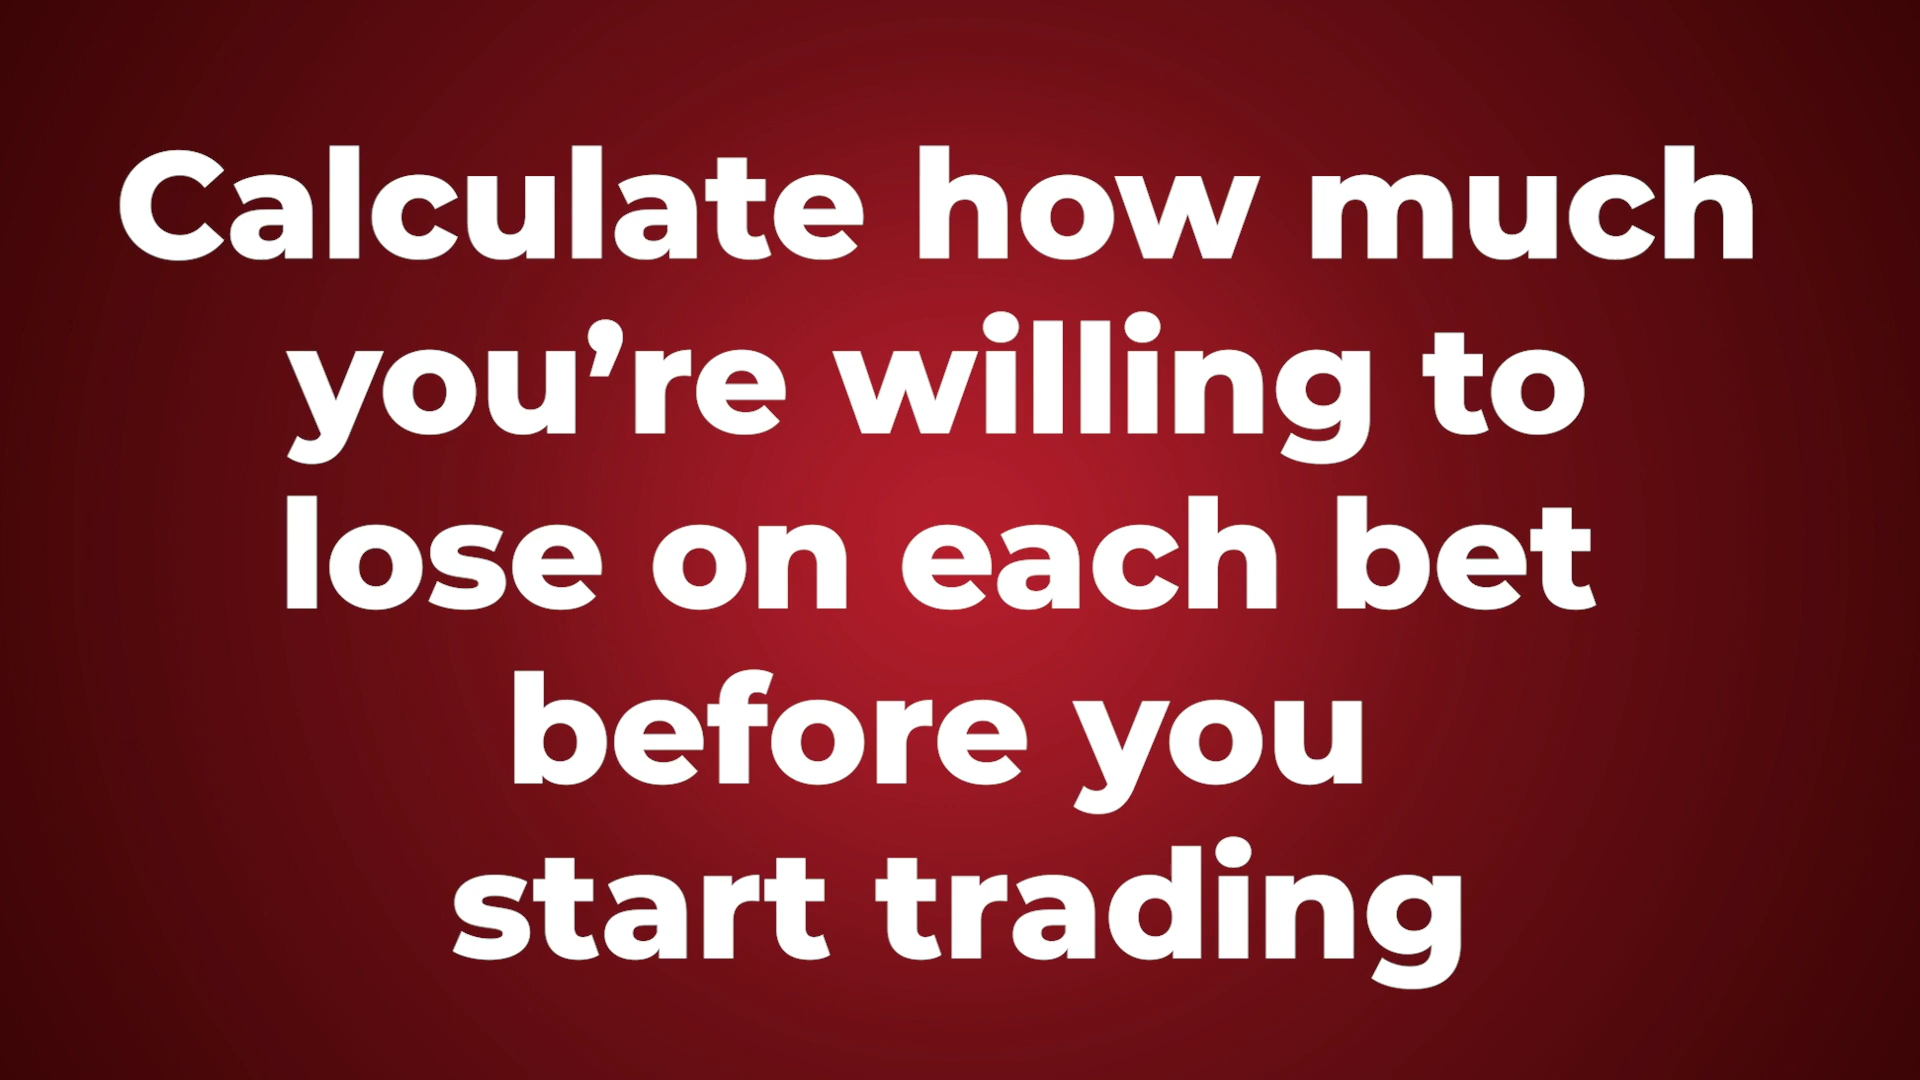 Calculate how much
you’re willing to
lose on each bet
before you
start trading